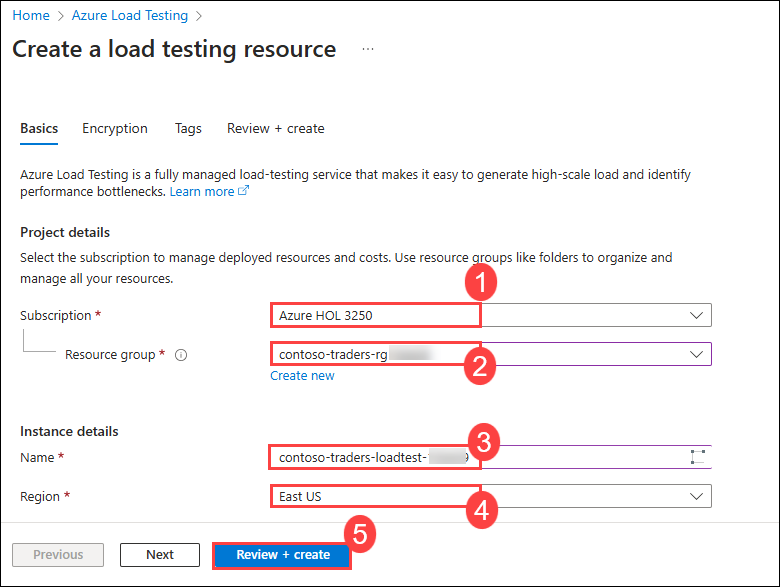 Home > Azure Load Testing >
Create a load testing resource ...
Basics Encryption Tags Review + create
Azure Load Testing is a fully managed load-testing service that makes it easy to generate high-scale load and identify
performance bottlenecks. Learn more
Project details
Select the subscription to manage deployed resources and costs. Use resource groups like folders to organize and
manage all your resources.
1
Subscription * Azure HOL 3250
Resource group * contoso-traders-rg
2
Create new
Instance details
3
Name * contoso-traders-loadtest-
Region * East US
4
5
Previous Next Review + create